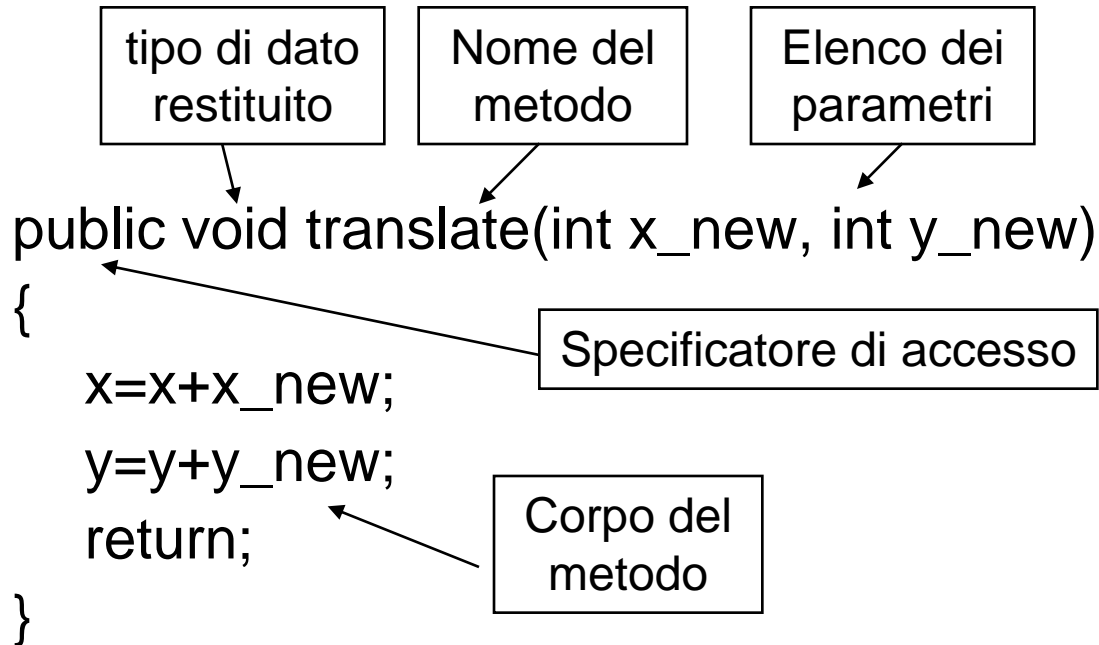 tipo di dato
restituito
Nome del
metodo
Elenco dei
parametri
public void translate(int x_new, int y_new)
{
Specificatore di accesso
x=x+x_new;
y=y+y_new;
return;
Corpo del
metodo
}